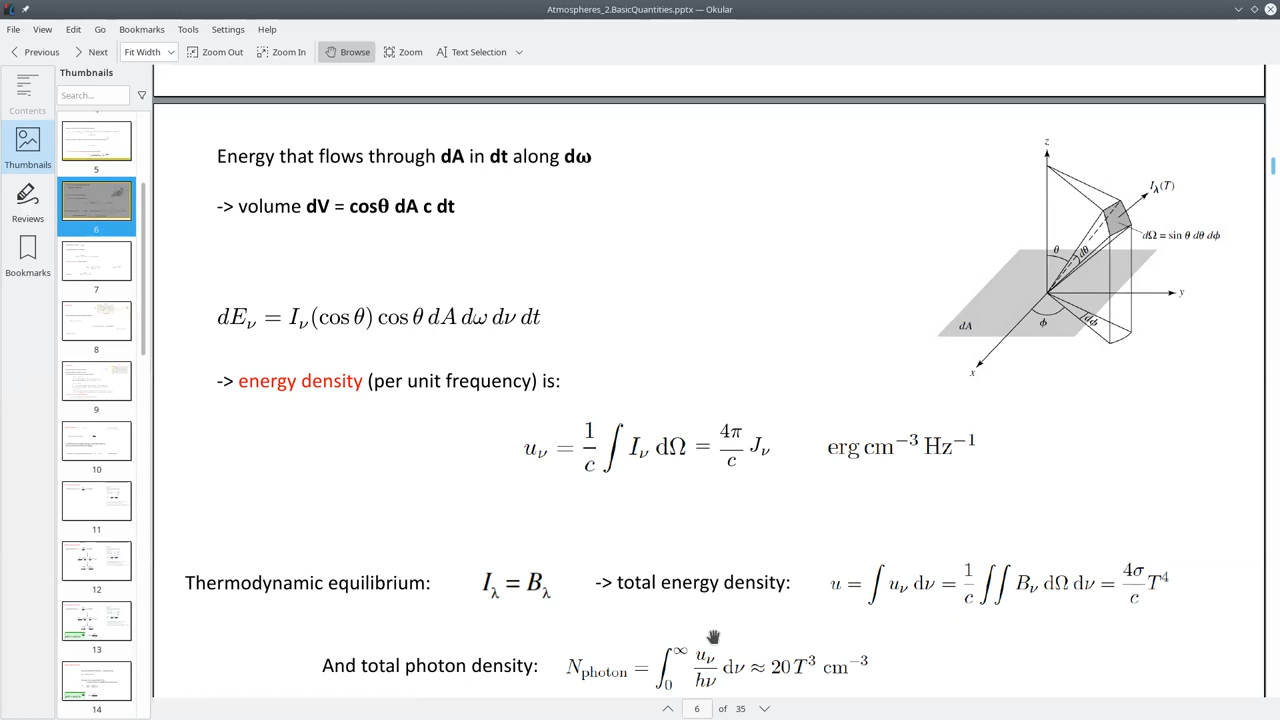 Atmospheres_2.BasicQuantities.pptx — Okular
File View Edit Go Bookmarks Tools Settings Help
Previous Next Fit Width Zoom Out Zoom In Browse Zoom Text Selection
Contents
Thumbnails
Reviews
Bookmarks
Thumbnails
Search...
5
6
7
8
9
10
11
12
13
14
Energy that flows through dA in dt along dω
-> volume dV = cosθ dA c dt
dE_ν = I_ν(cos θ) cos θ dA dω dν dt
-> energy density (per unit frequency) is:
u_ν = 1/c ∫ I_ν dΩ = 4π/c J_ν erg cm⁻³ Hz⁻¹
Thermodynamic equilibrium: I_λ = B_λ -> total energy density: u = ∫ u_ν dν = 1/c ∬ B_ν dΩ dν = 4σ/c T⁴
And total photon density: N_photon = ∫₀^∞ u_ν/hν dν ≈ 20 T³ cm⁻³
z
I_λ(T)
dΩ = sin θ dθ dϕ
θ
dθ
y
dA
ϕ
dϕ
x
6 of 35